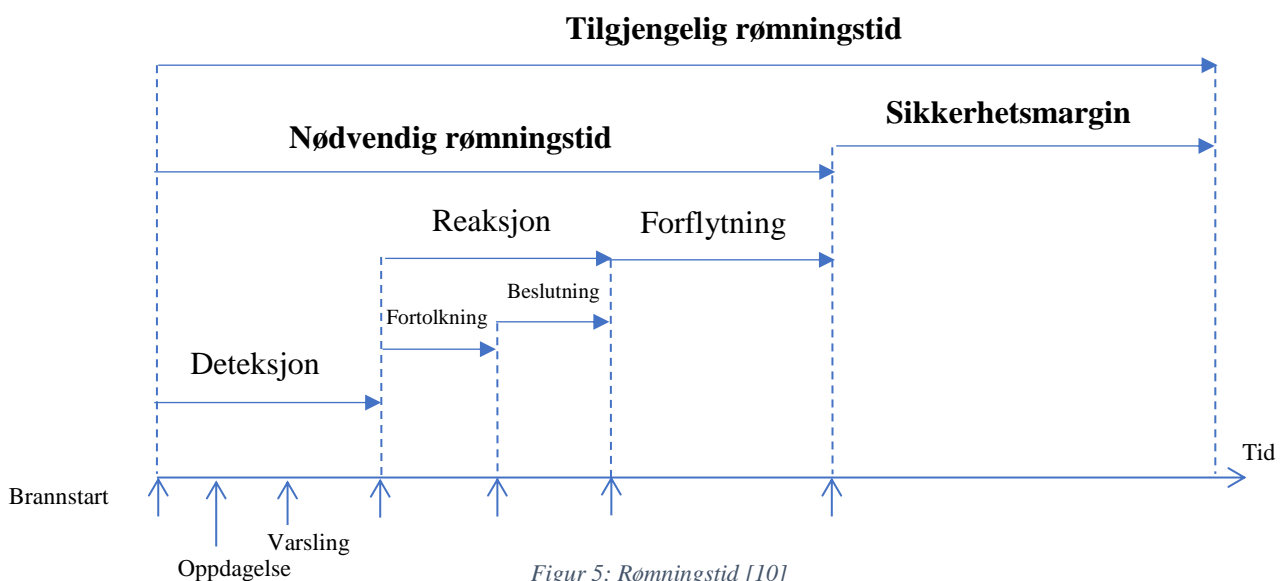 Tilgjengelig rømningstid
Sikkerhetsmargin
Nødvendig rømningstid
Reaksjon
Forflytning
Beslutning
Fortolkning
Deteksjon
Tid
Brannstart
Varsling
Oppdagelse
Figur 5: Rømningstid [10]